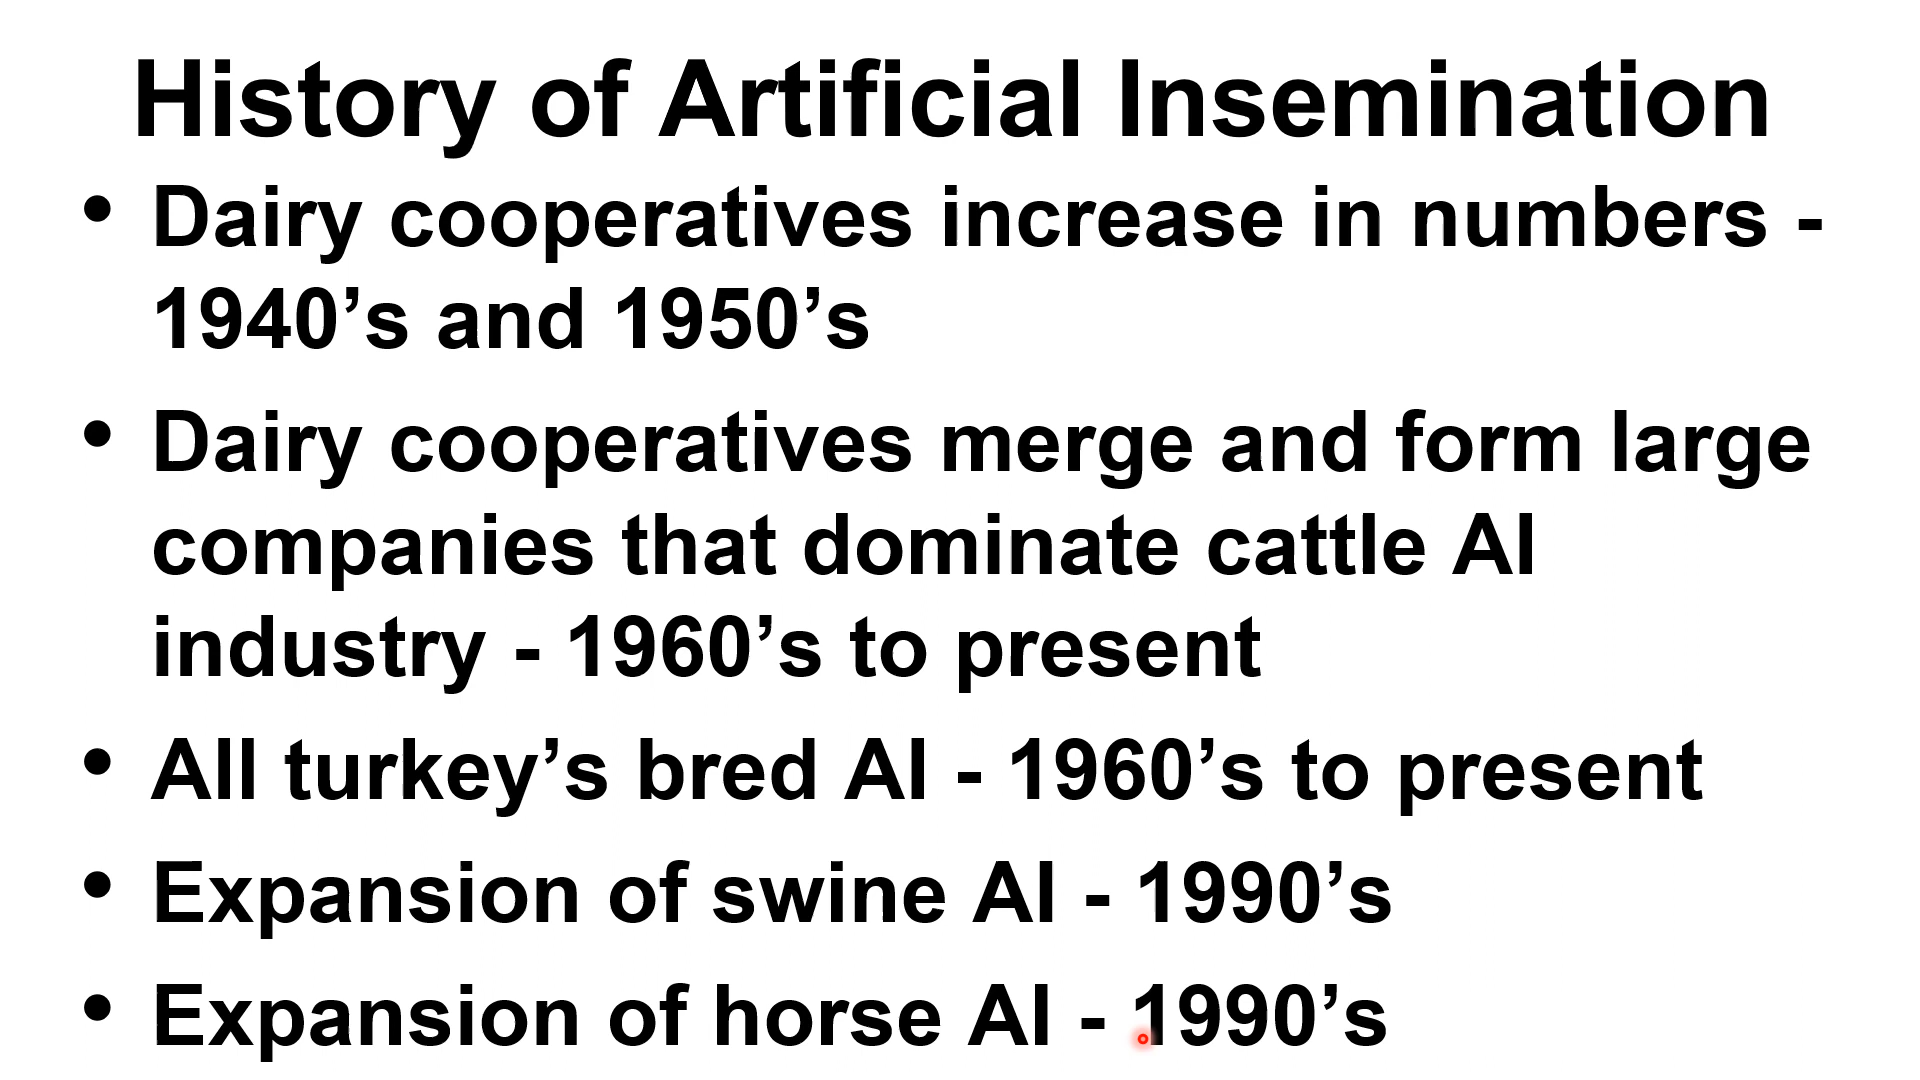 History of Artificial Insemination
• Dairy cooperatives increase in numbers -
1940’s and 1950’s
• Dairy cooperatives merge and form large
companies that dominate cattle AI
industry - 1960’s to present
• All turkey’s bred AI - 1960’s to present
• Expansion of swine AI - 1990’s
• Expansion of horse AI - 1990’s